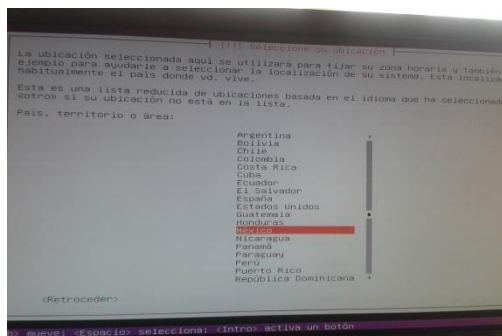 [!!] Seleccione su ubicación
La ubicación seleccionada aquí se utilizará para fijar su zona horaria y también
ejemplo para ayudarle a seleccionar la localización de su sistema. Esta localiza
habitualmente el país donde vd. vive.
Esta es una lista reducida de ubicaciones basada en el idioma que ha seleccionad
«otro» si su ubicación no está en la lista.
País, territorio o área:
Argentina
Bolivia
Chile
Colombia
Costa Rica
Cuba
Ecuador
El Salvador
España
Estados Unidos
Guatemala
Honduras
México
Nicaragua
Panamá
Paraguay
Perú
Puerto Rico
República Dominicana
<Retroceder>
mueve; <Espacio> selecciona; <Intro> activa un botón